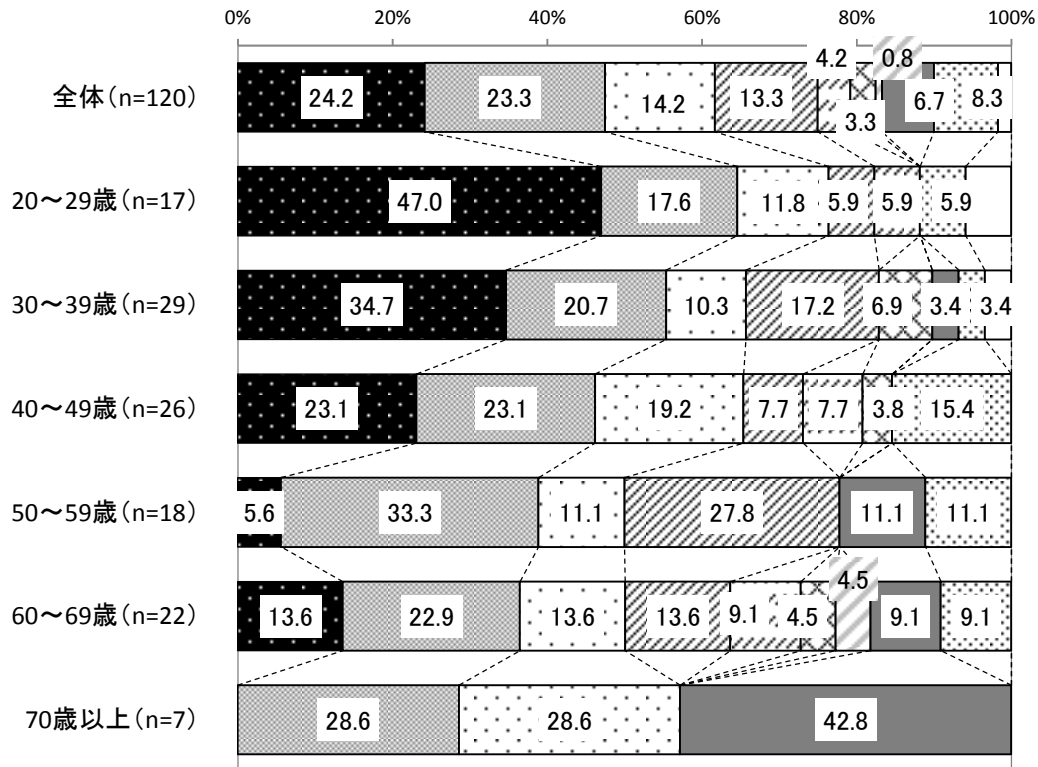 0% 20% 40% 60% 80% 100%
全体(n=120) 24.2 23.3 14.2 13.3 4.2 3.3 0.8 6.7 8.3
20～29歳(n=17) 47.0 17.6 11.8 5.9 5.9 5.9
30～39歳(n=29) 34.7 20.7 10.3 17.2 6.9 3.4 3.4
40～49歳(n=26) 23.1 23.1 19.2 7.7 7.7 3.8 15.4
50～59歳(n=18) 5.6 33.3 11.1 27.8 11.1 11.1
60～69歳(n=22) 13.6 22.9 13.6 13.6 9.1 4.5 4.5 9.1 9.1
70歳以上(n=7) 28.6 28.6 42.8